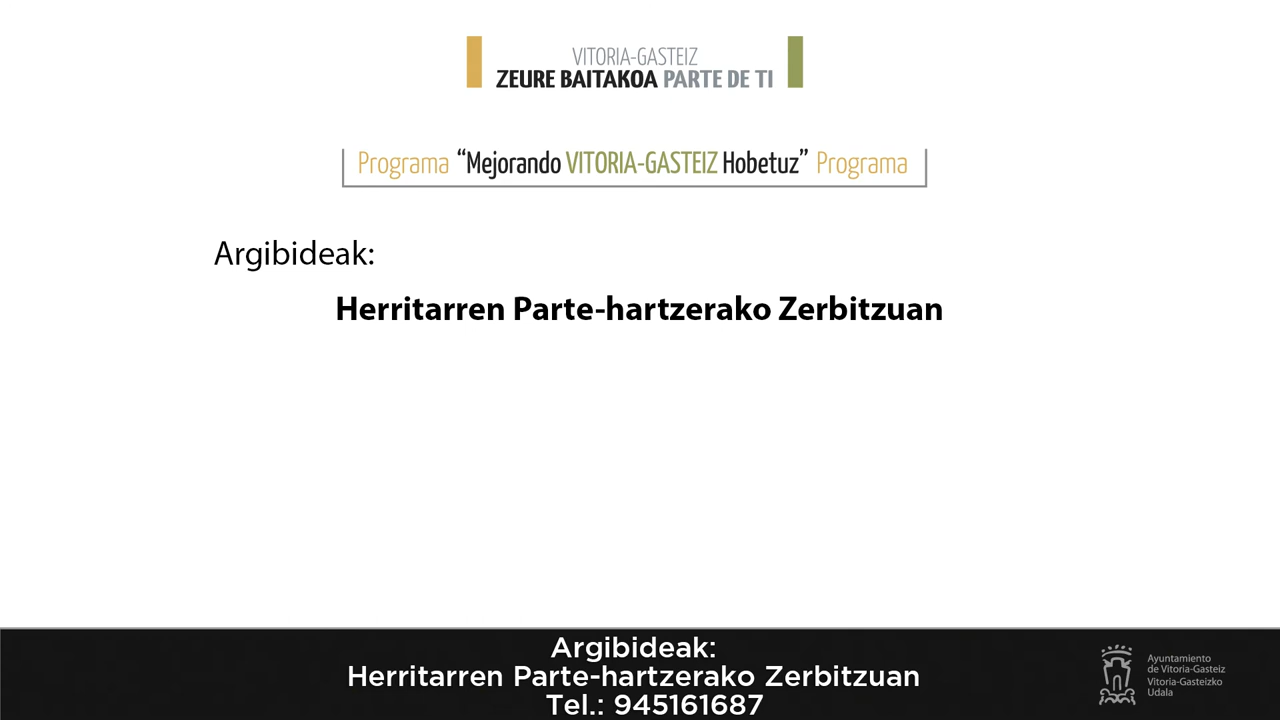 VITORIA-GASTEIZ
ZEURE BAITAKOA PARTE DE TI
Programa “Mejorando VITORIA-GASTEIZ Hobetuz” Programa
Argibideak:
Herritarren Parte-hartzerako Zerbitzuan
Argibideak:
Herritarren Parte-hartzerako Zerbitzuan
Tel.: 945161687
Ayuntamiento
de Vitoria-Gasteiz
Vitoria-Gasteizko
Udala